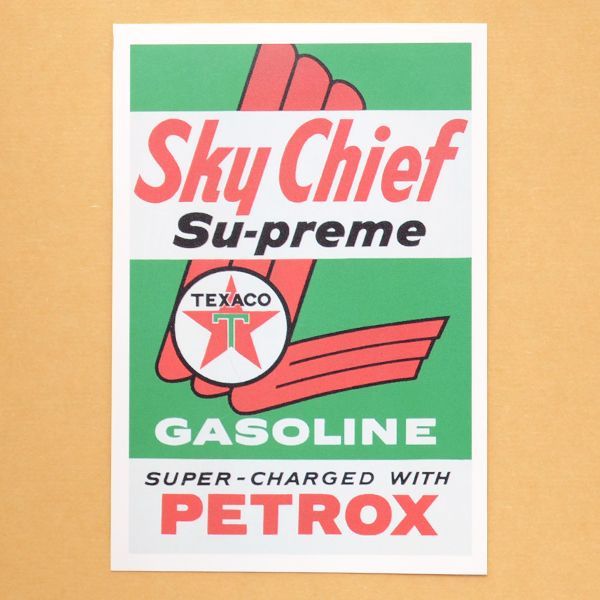 Sky Chief
Su-preme
TEXACO
T
GASOLINE
SUPER-CHARGED WITH
PETROX